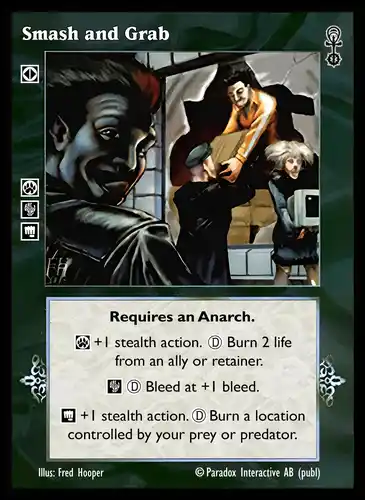 Smash and Grab
Requires an Anarch.
+1 stealth action. Ⓓ Burn 2 life
from an ally or retainer.
Ⓓ Bleed at +1 bleed.
+1 stealth action. Ⓓ Burn a location
controlled by your prey or predator.
Illus: Fred Hooper
© Paradox Interactive AB (publ)